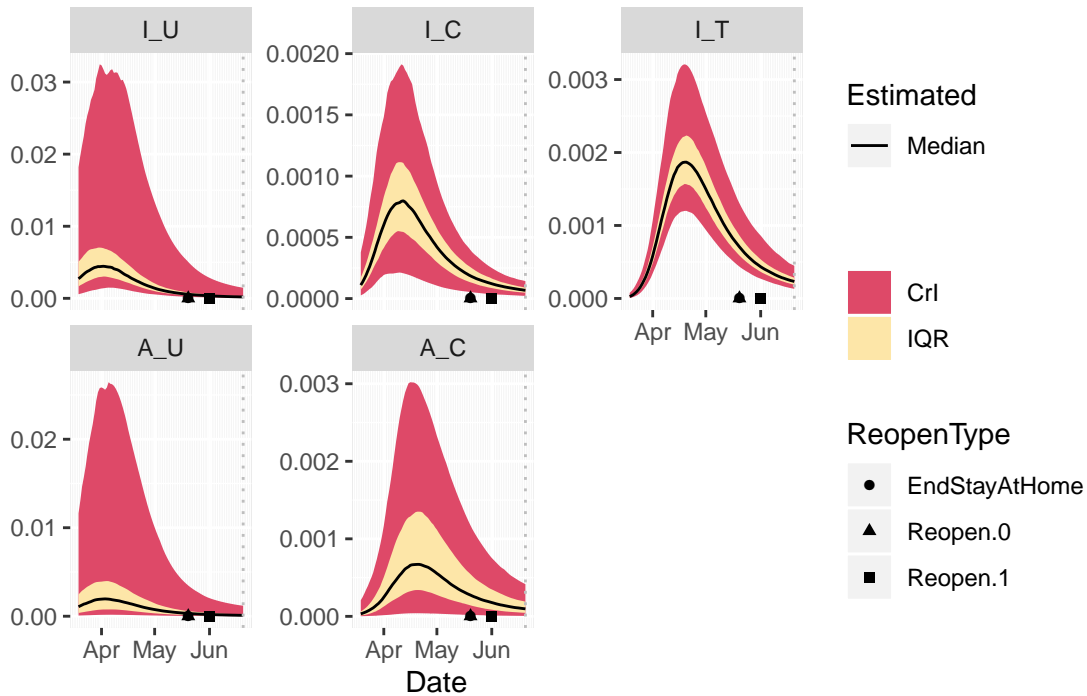 I_U
I_C
I_T
0.03
0.02
0.01
0.00
0.0020
0.0015
0.0010
0.0005
0.0000
0.003
0.002
0.001
0.000
Apr May Jun
A_U
A_C
0.02
0.01
0.00
0.003
0.002
0.001
0.000
Apr May Jun
Apr May Jun
Date
Estimated
Median
CrI
IQR
ReopenType
EndStayAtHome
Reopen.0
Reopen.1